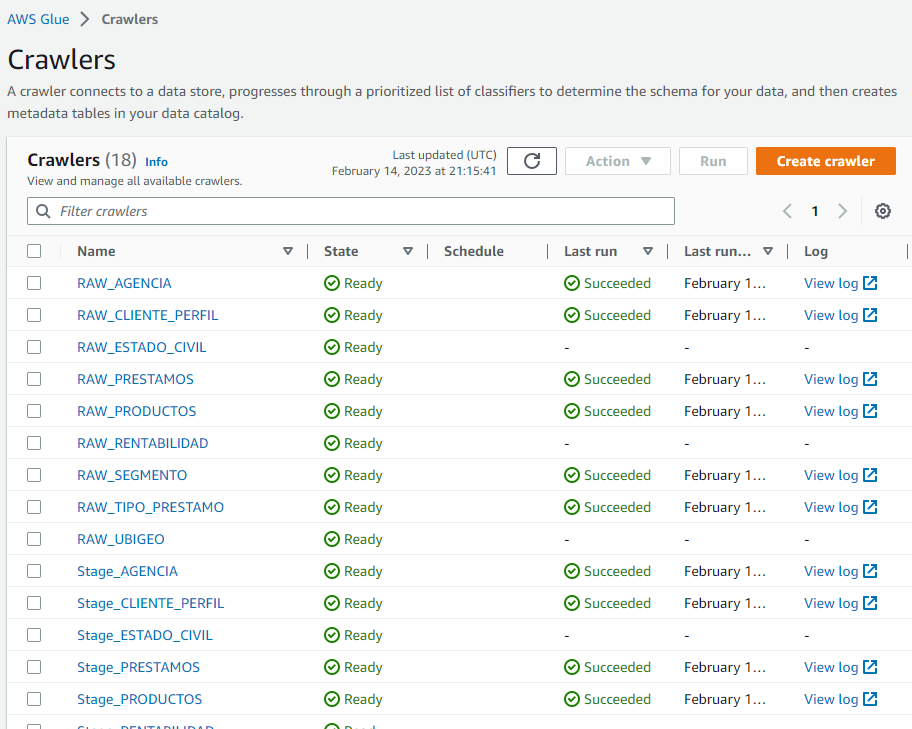 AWS Glue > Crawlers
Crawlers
A crawler connects to a data store, progresses through a prioritized list of classifiers to determine the schema for your data, and then creates
metadata tables in your data catalog.
Crawlers (18) Info
View and manage all available crawlers.
Last updated (UTC)
February 14, 2023 at 21:15:41
Action
Run
Create crawler
Filter crawlers
1
Name State Schedule Last run Last run... Log
RAW_AGENCIA Ready Succeeded February 1... View log
RAW_CLIENTE_PERFIL Ready Succeeded February 1... View log
RAW_ESTADO_CIVIL Ready - - -
RAW_PRESTAMOS Ready Succeeded February 1... View log
RAW_PRODUCTOS Ready Succeeded February 1... View log
RAW_RENTABILIDAD Ready - - -
RAW_SEGMENTO Ready Succeeded February 1... View log
RAW_TIPO_PRESTAMO Ready Succeeded February 1... View log
RAW_UBIGEO Ready - - -
Stage_AGENCIA Ready Succeeded February 1... View log
Stage_CLIENTE_PERFIL Ready Succeeded February 1... View log
Stage_ESTADO_CIVIL Ready - - -
Stage_PRESTAMOS Ready Succeeded February 1... View log
Stage_PRODUCTOS Ready Succeeded February 1... View log
Stage_RENTABILIDAD Ready